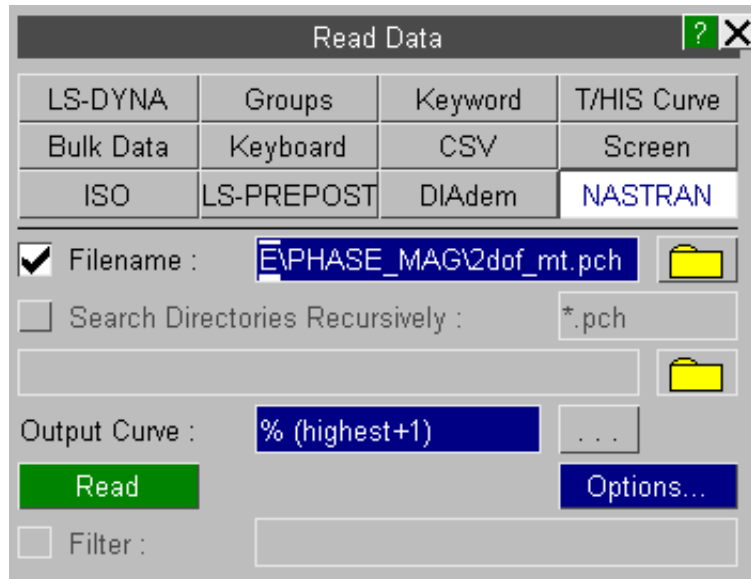 Read Data ?
LS-DYNA Groups Keyword T/HIS Curve
Bulk Data Keyboard CSV Screen
ISO LS-PREPOST DIAdem NASTRAN
Filename : E\PHASE_MAG\2dof_mt.pch
Search Directories Recursively : *.pch
Output Curve : % (highest+1) ...
Read Options...
Filter :